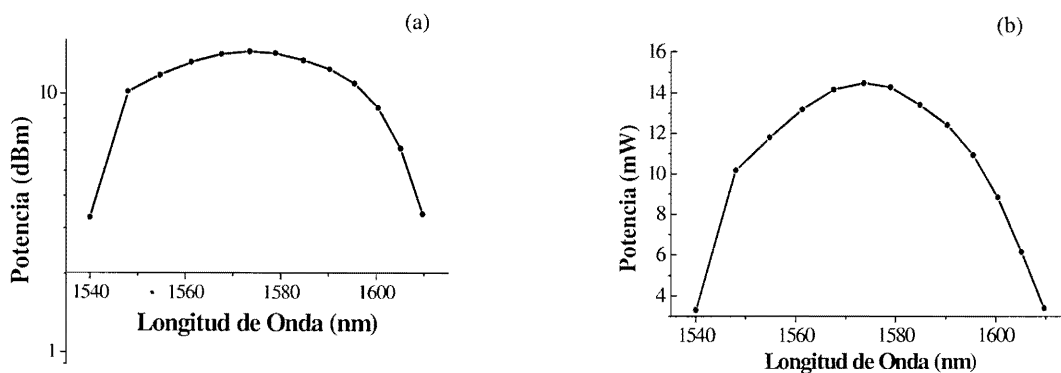 (a)
Potencia (dBm)
10
1
1540
1560
1580
1600
Longitud de Onda (nm)
(b)
Potencia (mW)
16
14
12
10
8
6
4
1540
1560
1580
1600
Longitud de Onda (nm)